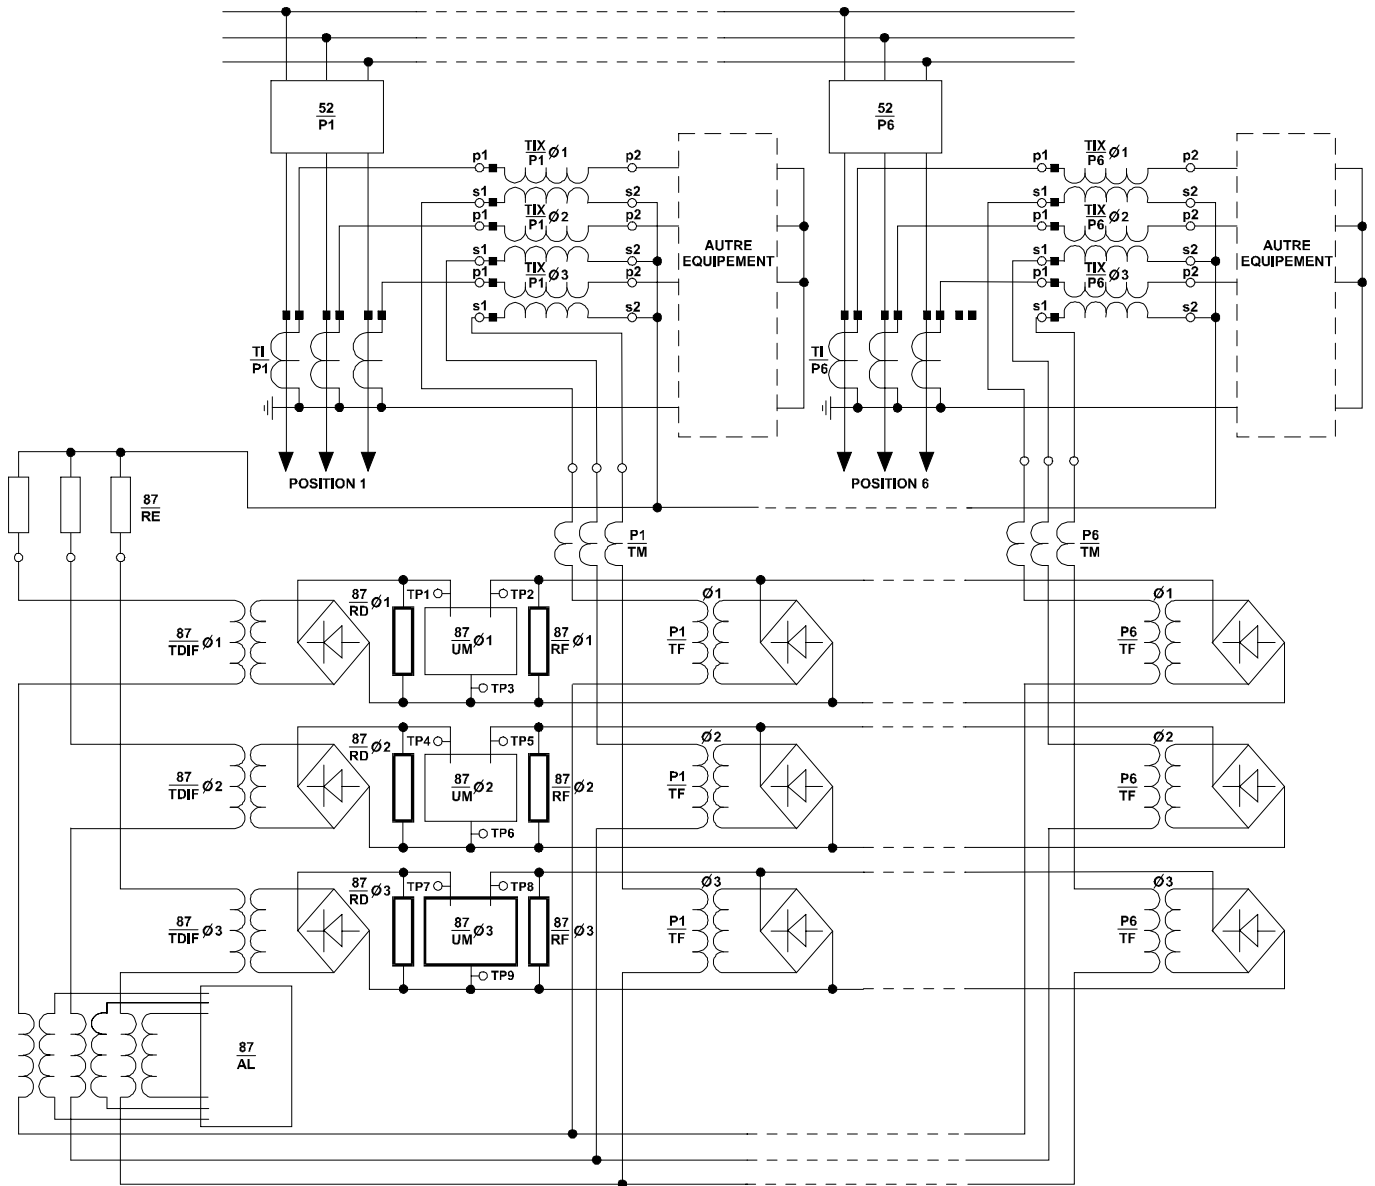 52
P1
52
P6
p1
TIX
P1
Ø1
p2
s1
s2
p1
TIX
P1
Ø2
p2
s1
s2
p1
TIX
P1
Ø3
p2
s1
s2
AUTRE
EQUIPEMENT
p1
TIX
P6
Ø1
p2
s1
s2
p1
TIX
P6
Ø2
p2
s1
s2
p1
TIX
P6
Ø3
p2
s1
s2
AUTRE
EQUIPEMENT
TI
P1
TI
P6
POSITION 1
POSITION 6
87
RE
P1
TM
P6
TM
87
TDIF
Ø1
87
RD
Ø1
TP1
TP2
87
UM
Ø1
TP3
87
RF
Ø1
Ø1
P1
TF
Ø1
P6
TF
87
TDIF
Ø2
87
RD
Ø2
TP4
TP5
87
UM
Ø2
TP6
87
RF
Ø2
Ø2
P1
TF
Ø2
P6
TF
87
TDIF
Ø3
87
RD
Ø3
TP7
TP8
87
UM
Ø3
TP9
87
RF
Ø3
Ø3
P1
TF
Ø3
P6
TF
87
AL